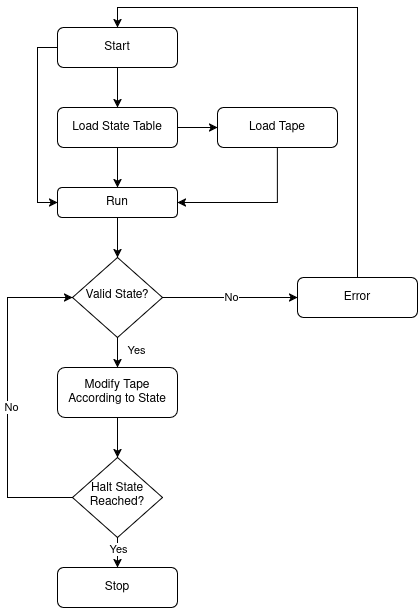 Start
Load State Table
Load Tape
Run
Valid State?
No
Error
Yes
Modify Tape
According to State
No
Halt State
Reached?
Yes
Stop